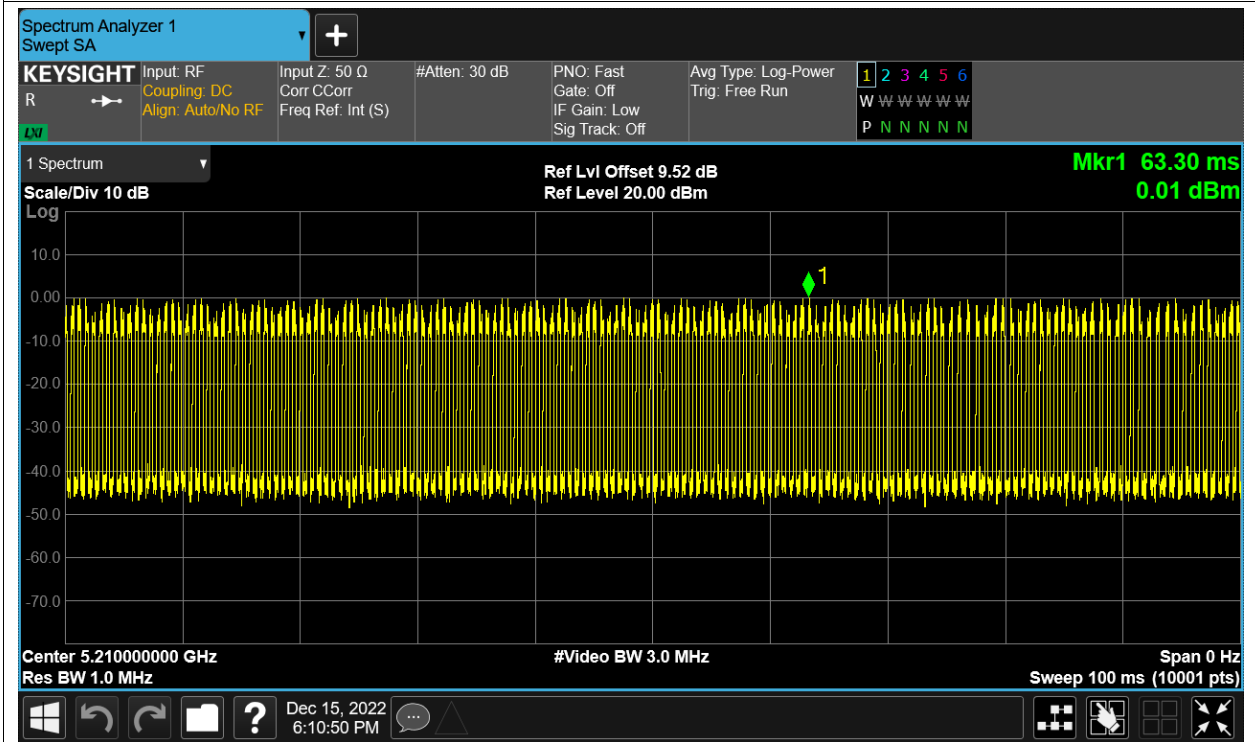 Spectrum Analyzer 1
Swept SA
KEYSIGHT
R
LXI
Input: RF
Coupling: DC
Align: Auto/No RF
Input Z: 50 Ω
Corr CCorr
Freq Ref: Int (S)
#Atten: 30 dB
PNO: Fast
Gate: Off
IF Gain: Low
Sig Track: Off
Avg Type: Log-Power
Trig: Free Run
1 2 3 4 5 6
W W W W W W
P N N N N N
1 Spectrum
Scale/Div 10 dB
Ref Lvl Offset 9.52 dB
Ref Level 20.00 dBm
Mkr1 63.30 ms
0.01 dBm
Log
10.0
0.00
-10.0
-20.0
-30.0
-40.0
-50.0
-60.0
-70.0
1
Center 5.210000000 GHz
Res BW 1.0 MHz
#Video BW 3.0 MHz
Span 0 Hz
Sweep 100 ms (10001 pts)
?
Dec 15, 2022
6:10:50 PM